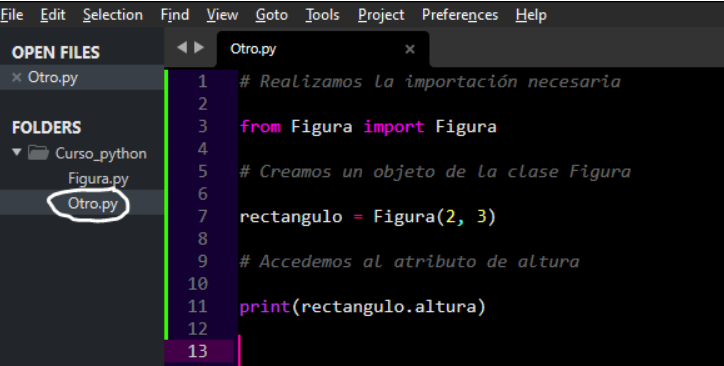 File Edit Selection Find View Goto Tools Project Preferences Help
OPEN FILES
× Otro.py
FOLDERS
Curso_python
Figura.py
Otro.py
Otro.py ×
1 # Realizamos la importación necesaria
2
3 from Figura import Figura
4
5 # Creamos un objeto de la clase Figura
6
7 rectangulo = Figura(2, 3)
8
9 # Accedemos al atributo de altura
10
11 print(rectangulo.altura)
12
13